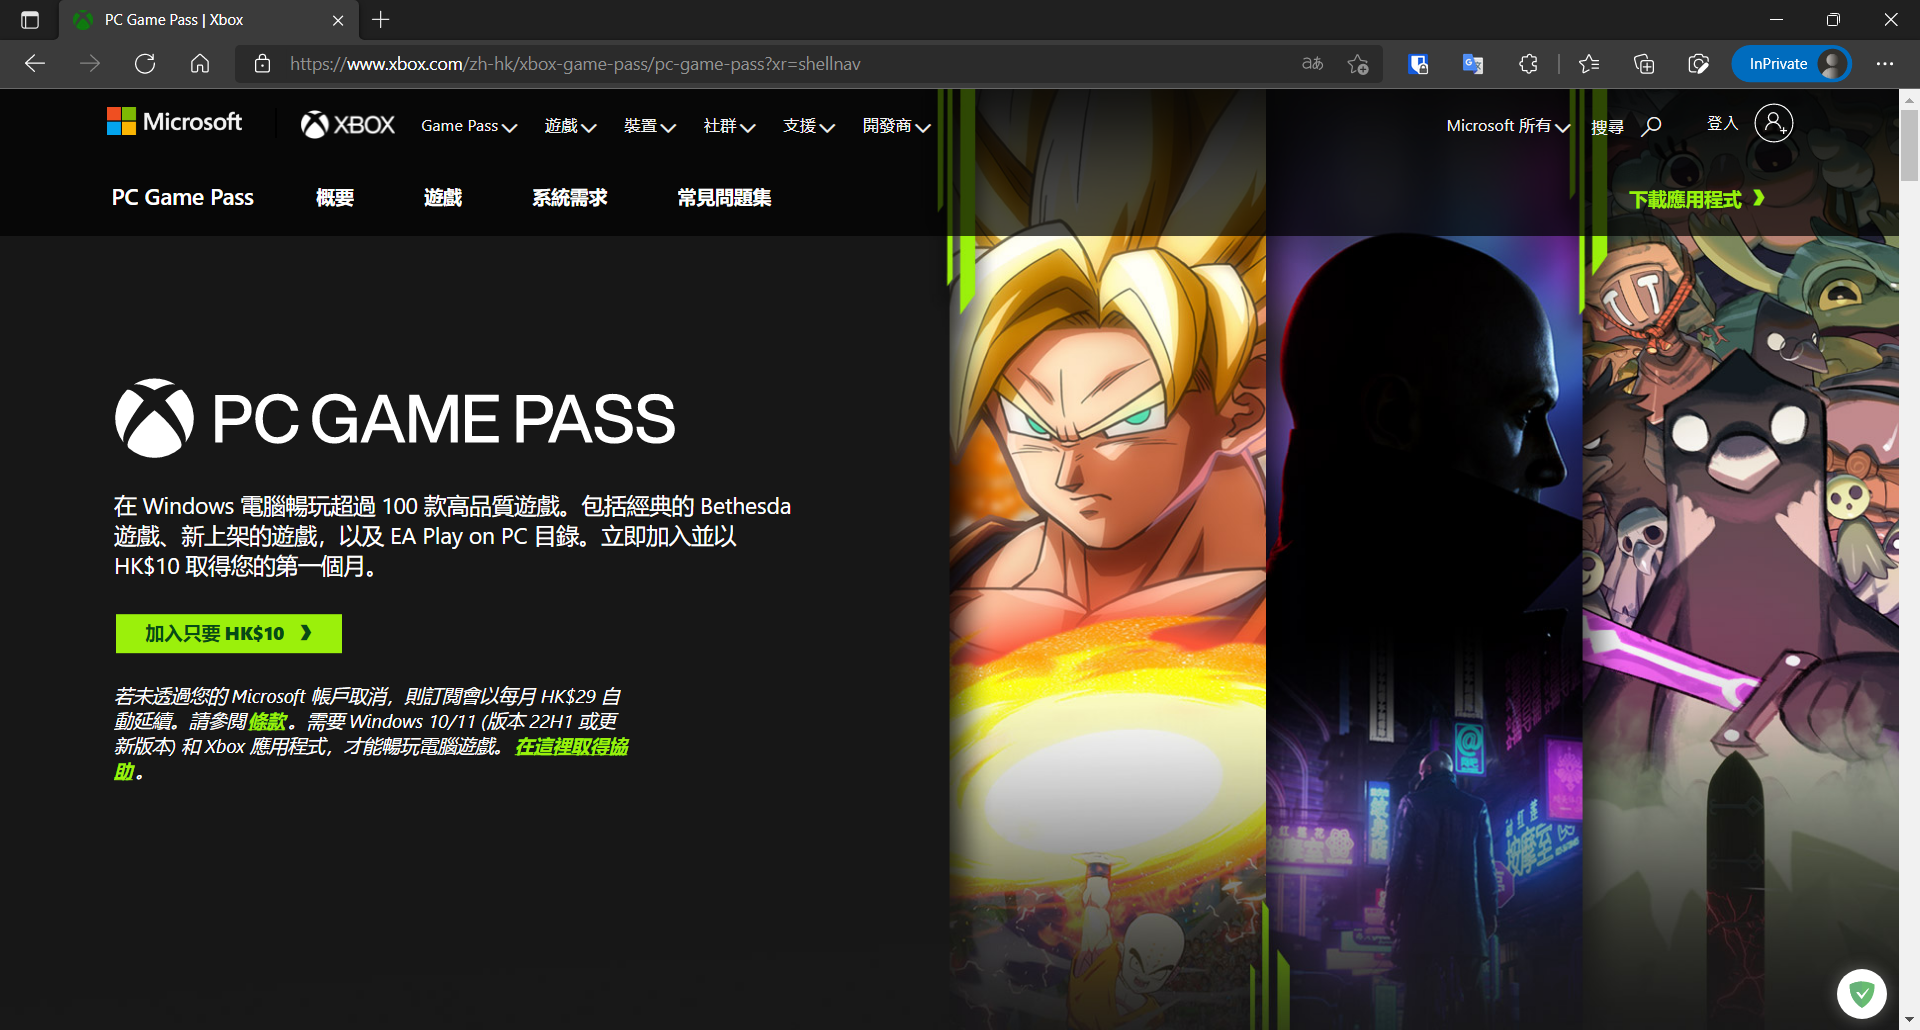 PC Game Pass | Xbox
https://www.xbox.com/zh-hk/xbox-game-pass/pc-game-pass?xr=shellnav
aあ
InPrivate
Microsoft
XBOX
Game Pass
遊戲
裝置
社群
支援
開發商
Microsoft 所有
搜尋
登入
PC Game Pass
概要
遊戲
系統需求
常見問題集
下載應用程式
PC GAME PASS
在 Windows 電腦暢玩超過 100 款高品質遊戲。包括經典的 Bethesda
遊戲、新上架的遊戲，以及 EA Play on PC 目錄。立即加入並以
HK$10 取得您的第一個月。
加入只要 HK$10
若未透過您的 Microsoft 帳戶取消，則訂閱會以每月 HK$29 自
動延續。請參閱條款。需要 Windows 10/11 (版本 22H1 或更
新版本) 和 Xbox 應用程式，才能暢玩電腦遊戲。在這裡取得協
助。
按摩室